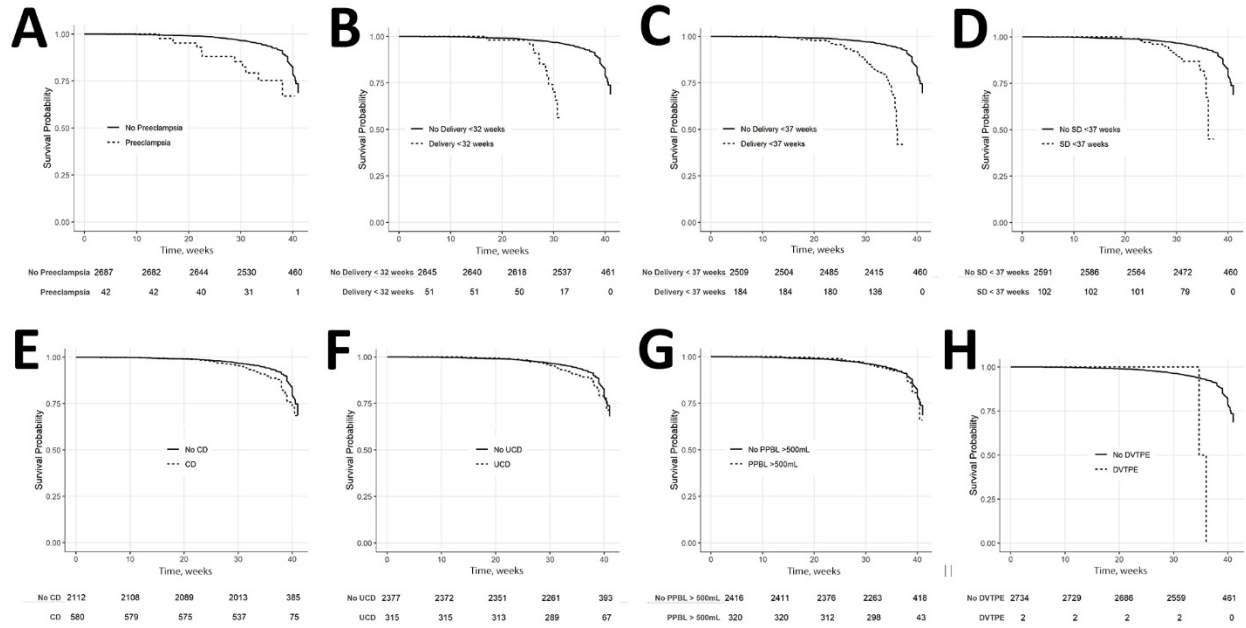 A
Survival Probability
1.00
0.75
0.50
0.25
0.00
No Preeclampsia
Preeclampsia
0 10 20 30 40
Time, weeks
No Preeclampsia 2687 2682 2644 2530 460
Preeclampsia 42 42 40 31 1
B
Survival Probability
1.00
0.75
0.50
0.25
0.00
No Delivery <32 weeks
Delivery <32 weeks
0 10 20 30 40
Time, weeks
No Delivery < 32 weeks 2645 2640 2618 2537 461
Delivery < 32 weeks 51 51 50 17 0
C
Survival Probability
1.00
0.75
0.50
0.25
0.00
No Delivery <37 weeks
Delivery <37 weeks
0 10 20 30 40
Time, weeks
No Delivery < 37 weeks 2509 2504 2485 2415 460
Delivery < 37 weeks 184 184 180 136 0
D
Survival Probability
1.00
0.75
0.50
0.25
0.00
No SD <37 weeks
SD <37 weeks
0 10 20 30 40
Time, weeks
No SD < 37 weeks 2591 2586 2564 2472 460
SD < 37 weeks 102 102 101 79 0
E
Survival Probability
1.00
0.75
0.50
0.25
0.00
No CD
CD
0 10 20 30 40
Time, weeks
No CD 2112 2108 2089 2013 385
CD 580 579 575 537 75
F
Survival Probability
1.00
0.75
0.50
0.25
0.00
No UCD
UCD
0 10 20 30 40
Time, weeks
No UCD 2377 2372 2351 2261 393
UCD 315 315 313 289 67
G
Survival Probability
1.00
0.75
0.50
0.25
0.00
No PPBL >500mL
PPBL >500mL
0 10 20 30 40
Time, weeks
No PPBL > 500mL 2416 2411 2376 2263 418
PPBL > 500mL 320 320 312 298 43
H
Survival Probability
1.00
0.75
0.50
0.25
0.00
No DVTPE
DVTPE
0 10 20 30 40
Time, weeks
No DVTPE 2734 2729 2686 2559 461
DVTPE 2 2 2 2 0